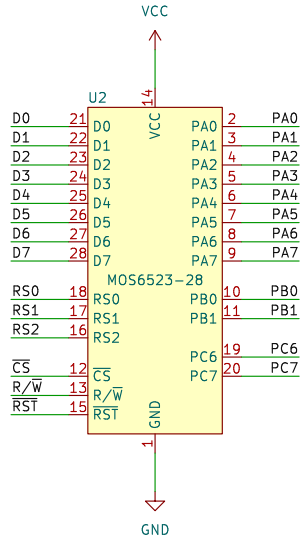 VCC
14
U2
VCC
D0 21 D0 PA0 2 PA0
D1 22 D1 PA1 3 PA1
D2 23 D2 PA2 4 PA2
D3 24 D3 PA3 5 PA3
D4 25 D4 PA4 6 PA4
D5 26 D5 PA5 7 PA5
D6 27 D6 PA6 8 PA6
D7 28 D7 PA7 9 PA7
MOS6523-28
RS0 18 RS0 PB0 10 PB0
RS1 17 RS1 PB1 11 PB1
RS2 16 RS2
PC6 19 PC6
C̅S̅ 12 C̅S̅ PC7 20 PC7
R/W̅ 13 R/W̅
R̅S̅T̅ 15 R̅S̅T̅
GND
1
GND